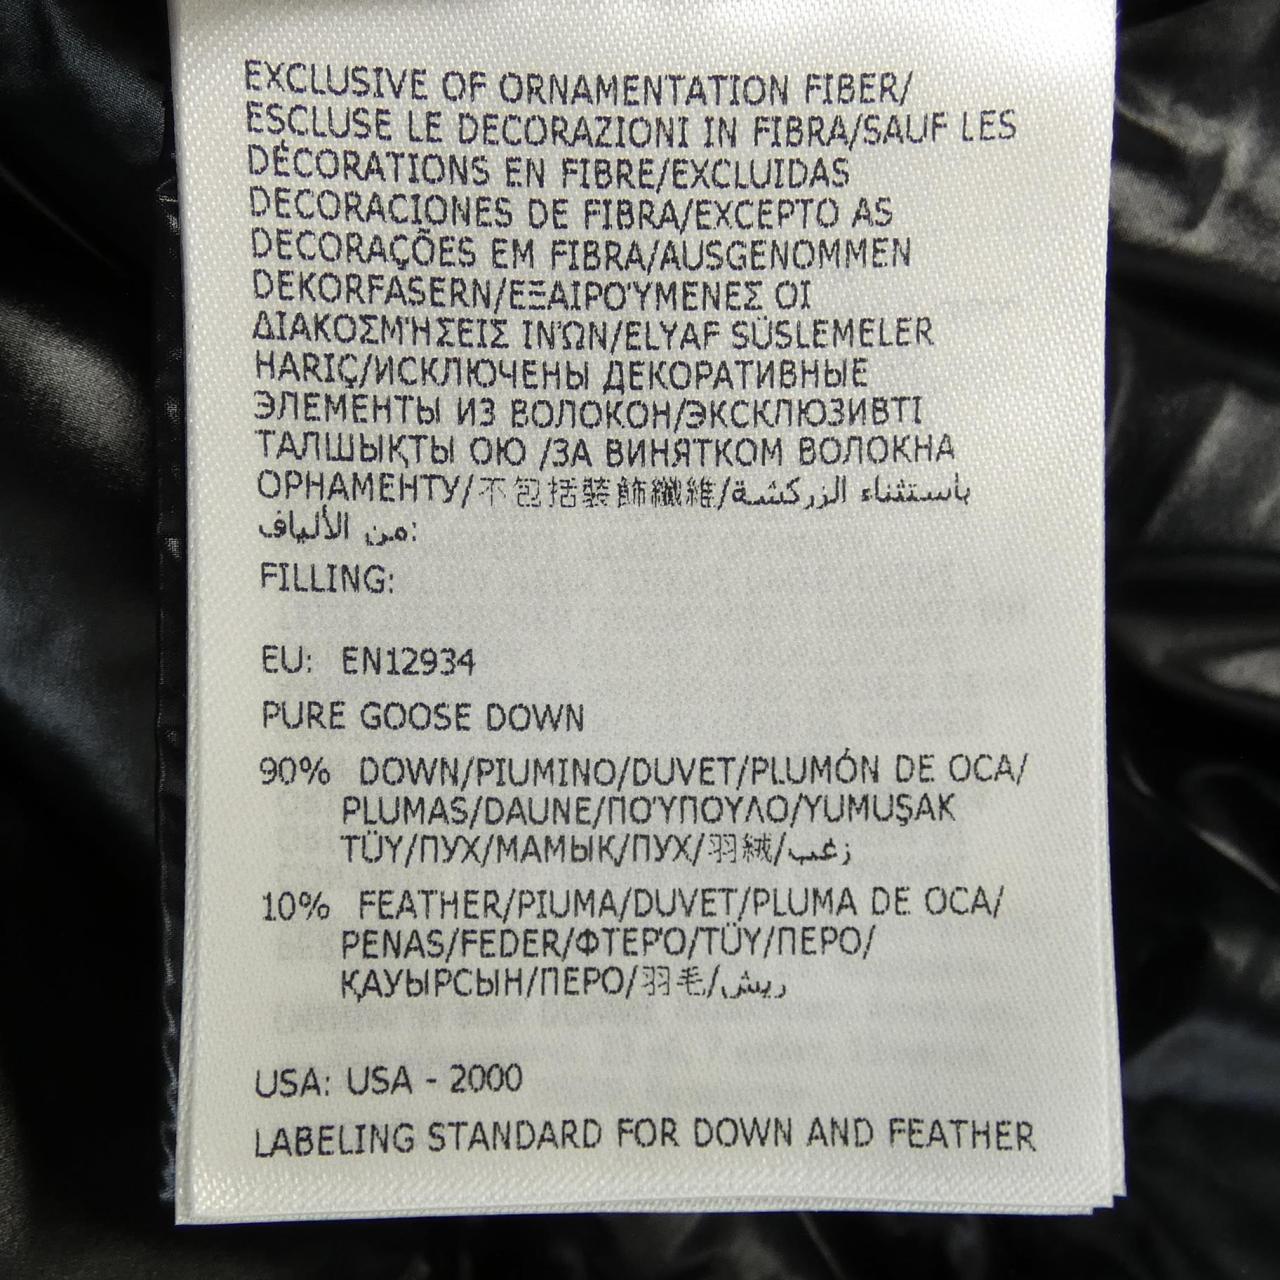 EXCLUSIVE OF ORNAMENTATION FIBER/
ESCLUSE LE DECORAZIONI IN FIBRA/SAUF LES
DÉCORATIONS EN FIBRE/EXCLUIDAS
DECORACIONES DE FIBRA/EXCEPTO AS
DECORAÇÕES EM FIBRA/AUSGENOMMEN
DEKORFASERN/ΕΞΑΙΡΟΎΜΕΝΕΣ ΟΙ
ΔΙΑΚΟΣΜΉΣΕΙΣ ΙΝΏΝ/ELYAF SÜSLEMELER
HARIÇ/ИСКЛЮЧЕНЫ ДЕКОРАТИВНЫЕ
ЭЛЕМЕНТЫ ИЗ ВОЛОКОН/ЭКСКЛЮЗИВТІ
ТАЛШЫҚТЫ ОЮ /ЗА ВИНЯТКОМ ВОЛОКНА
ОРНАМЕНТУ/不包括裝飾纖維/باستثناء الزركشة
من الألياف:
FILLING:
EU: EN12934
PURE GOOSE DOWN
90% DOWN/PIUMINO/DUVET/PLUMÓN DE OCA/
PLUMAS/DAUNE/ΠΟΎΠΟΥΛΟ/YUMUŞAK
TÜY/ПУХ/МАМЫҚ/ПУХ/羽絨/زغب
10% FEATHER/PIUMA/DUVET/PLUMA DE OCA/
PENAS/FEDER/ΦΤΕΡΌ/TÜY/ПЕРО/
ҚАУЫРСЫН/ПЕРО/羽毛/ريش
USA: USA - 2000
LABELING STANDARD FOR DOWN AND FEATHER